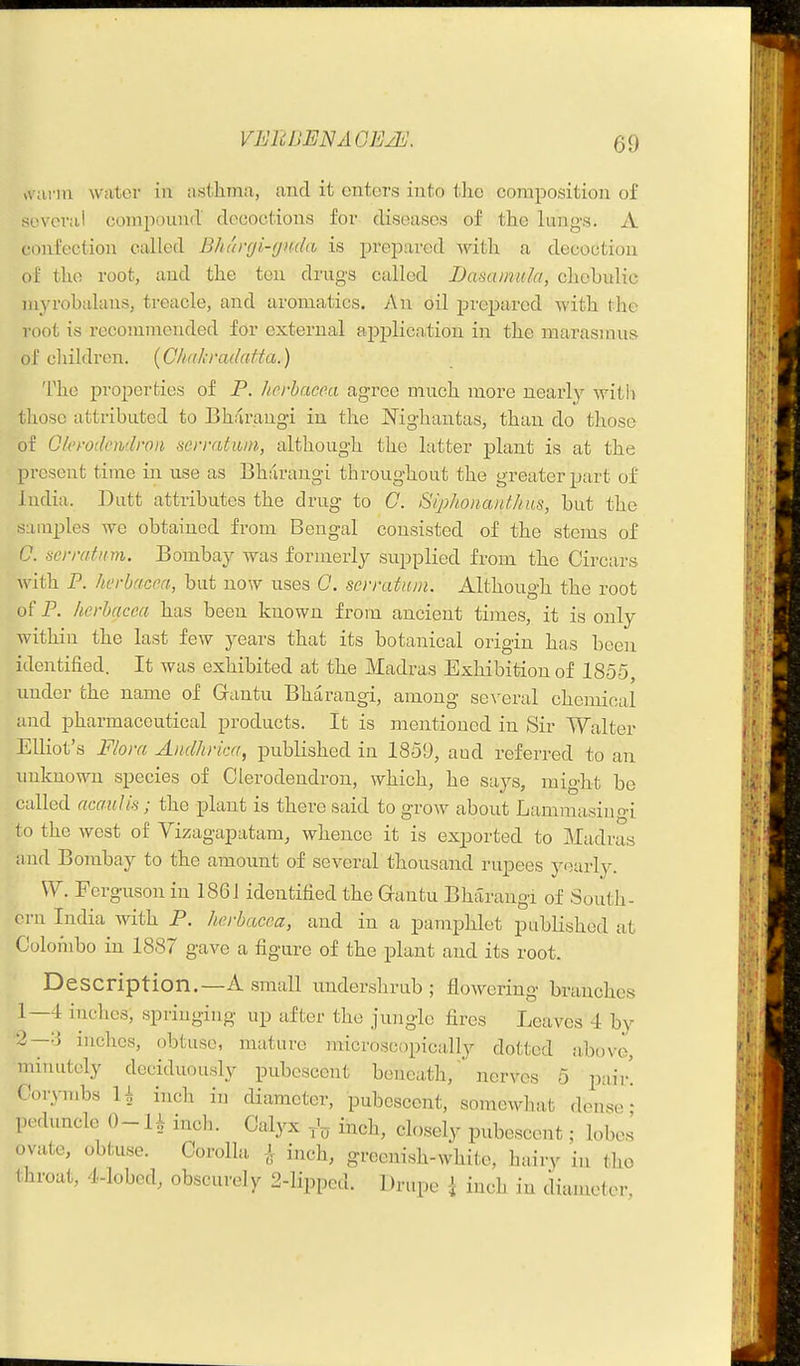 VERBENACEÆ. 69
warm water in asthma, and it enters into the composition of
several compound decoctions for diseases of the lungs. A
confection called Bhárgi-guda is prepared with a decoction
of the root, and the ten drugs called Dasamula, chebulic
myrobalans, treacle, and aromatics. An oil prepared with the
root is recommended for external application in the marasmus
of children. (Chakradatta.)
The properties of P. herbacea agree much more nearly with
those attributed to Bhárangi in the Nighantas, than do those
of Clerodendron serratum, although the latter plant is at the
present time in use as Bhárangi throughout the greater part of
India. Dutt attributes the drug to C. Siphonanthus, but the
samples we obtained from Bengal consisted of the stems of
C. serratum. Bombay was formerly supplied from the Circars
with P. herbacea, but now uses C. serratum. Although the root
of P. herbacea has been known from ancient times, it is only
within the last few years that its botanical origin has been
identified. It was exhibited at the Madras Exhibition of 1855,
under the name of Gantu Bhárangi, among several chemical
and pharmaceutical products. It is mentioned in Sir Walter
Elliot's Flora Andhrica, published in 1859, and referred to an
unknown species of Clerodendron, which, he says, might be
called acaulis; the plant is there said to grow about Lammasingi
to the west of Vizagapatam, whence it is exported to Madras
and Bombay to the amount of several thousand rupees yearly.
W. Ferguson in 1861 identified the Gantu Bhárangi of South-
ern India with P. herbacea, and in a pamphlet published at
Colombo in 1887 gave a figure of the plant and its root.
Description.—A small undershrub; flowering branches
1—4 inches, springing up after the jungle fires Leaves 4 by
2—3 inches, obtuse, mature microscopically dotted above,
minutely deciduously pubescent beneath, nerves 5 pair.
Corymbs 1½ inch in diameter, pubescent, somewhat dense;
peduncle 0—1½ inch. Calyx 1/10 inch, closely pubescent; lobes
ovate, obtuse. Corolla inch, greenish-white, hairy in the
throat, 4-lobed, obscurely 2-lipped. Drupe ¼ inch in diameter,